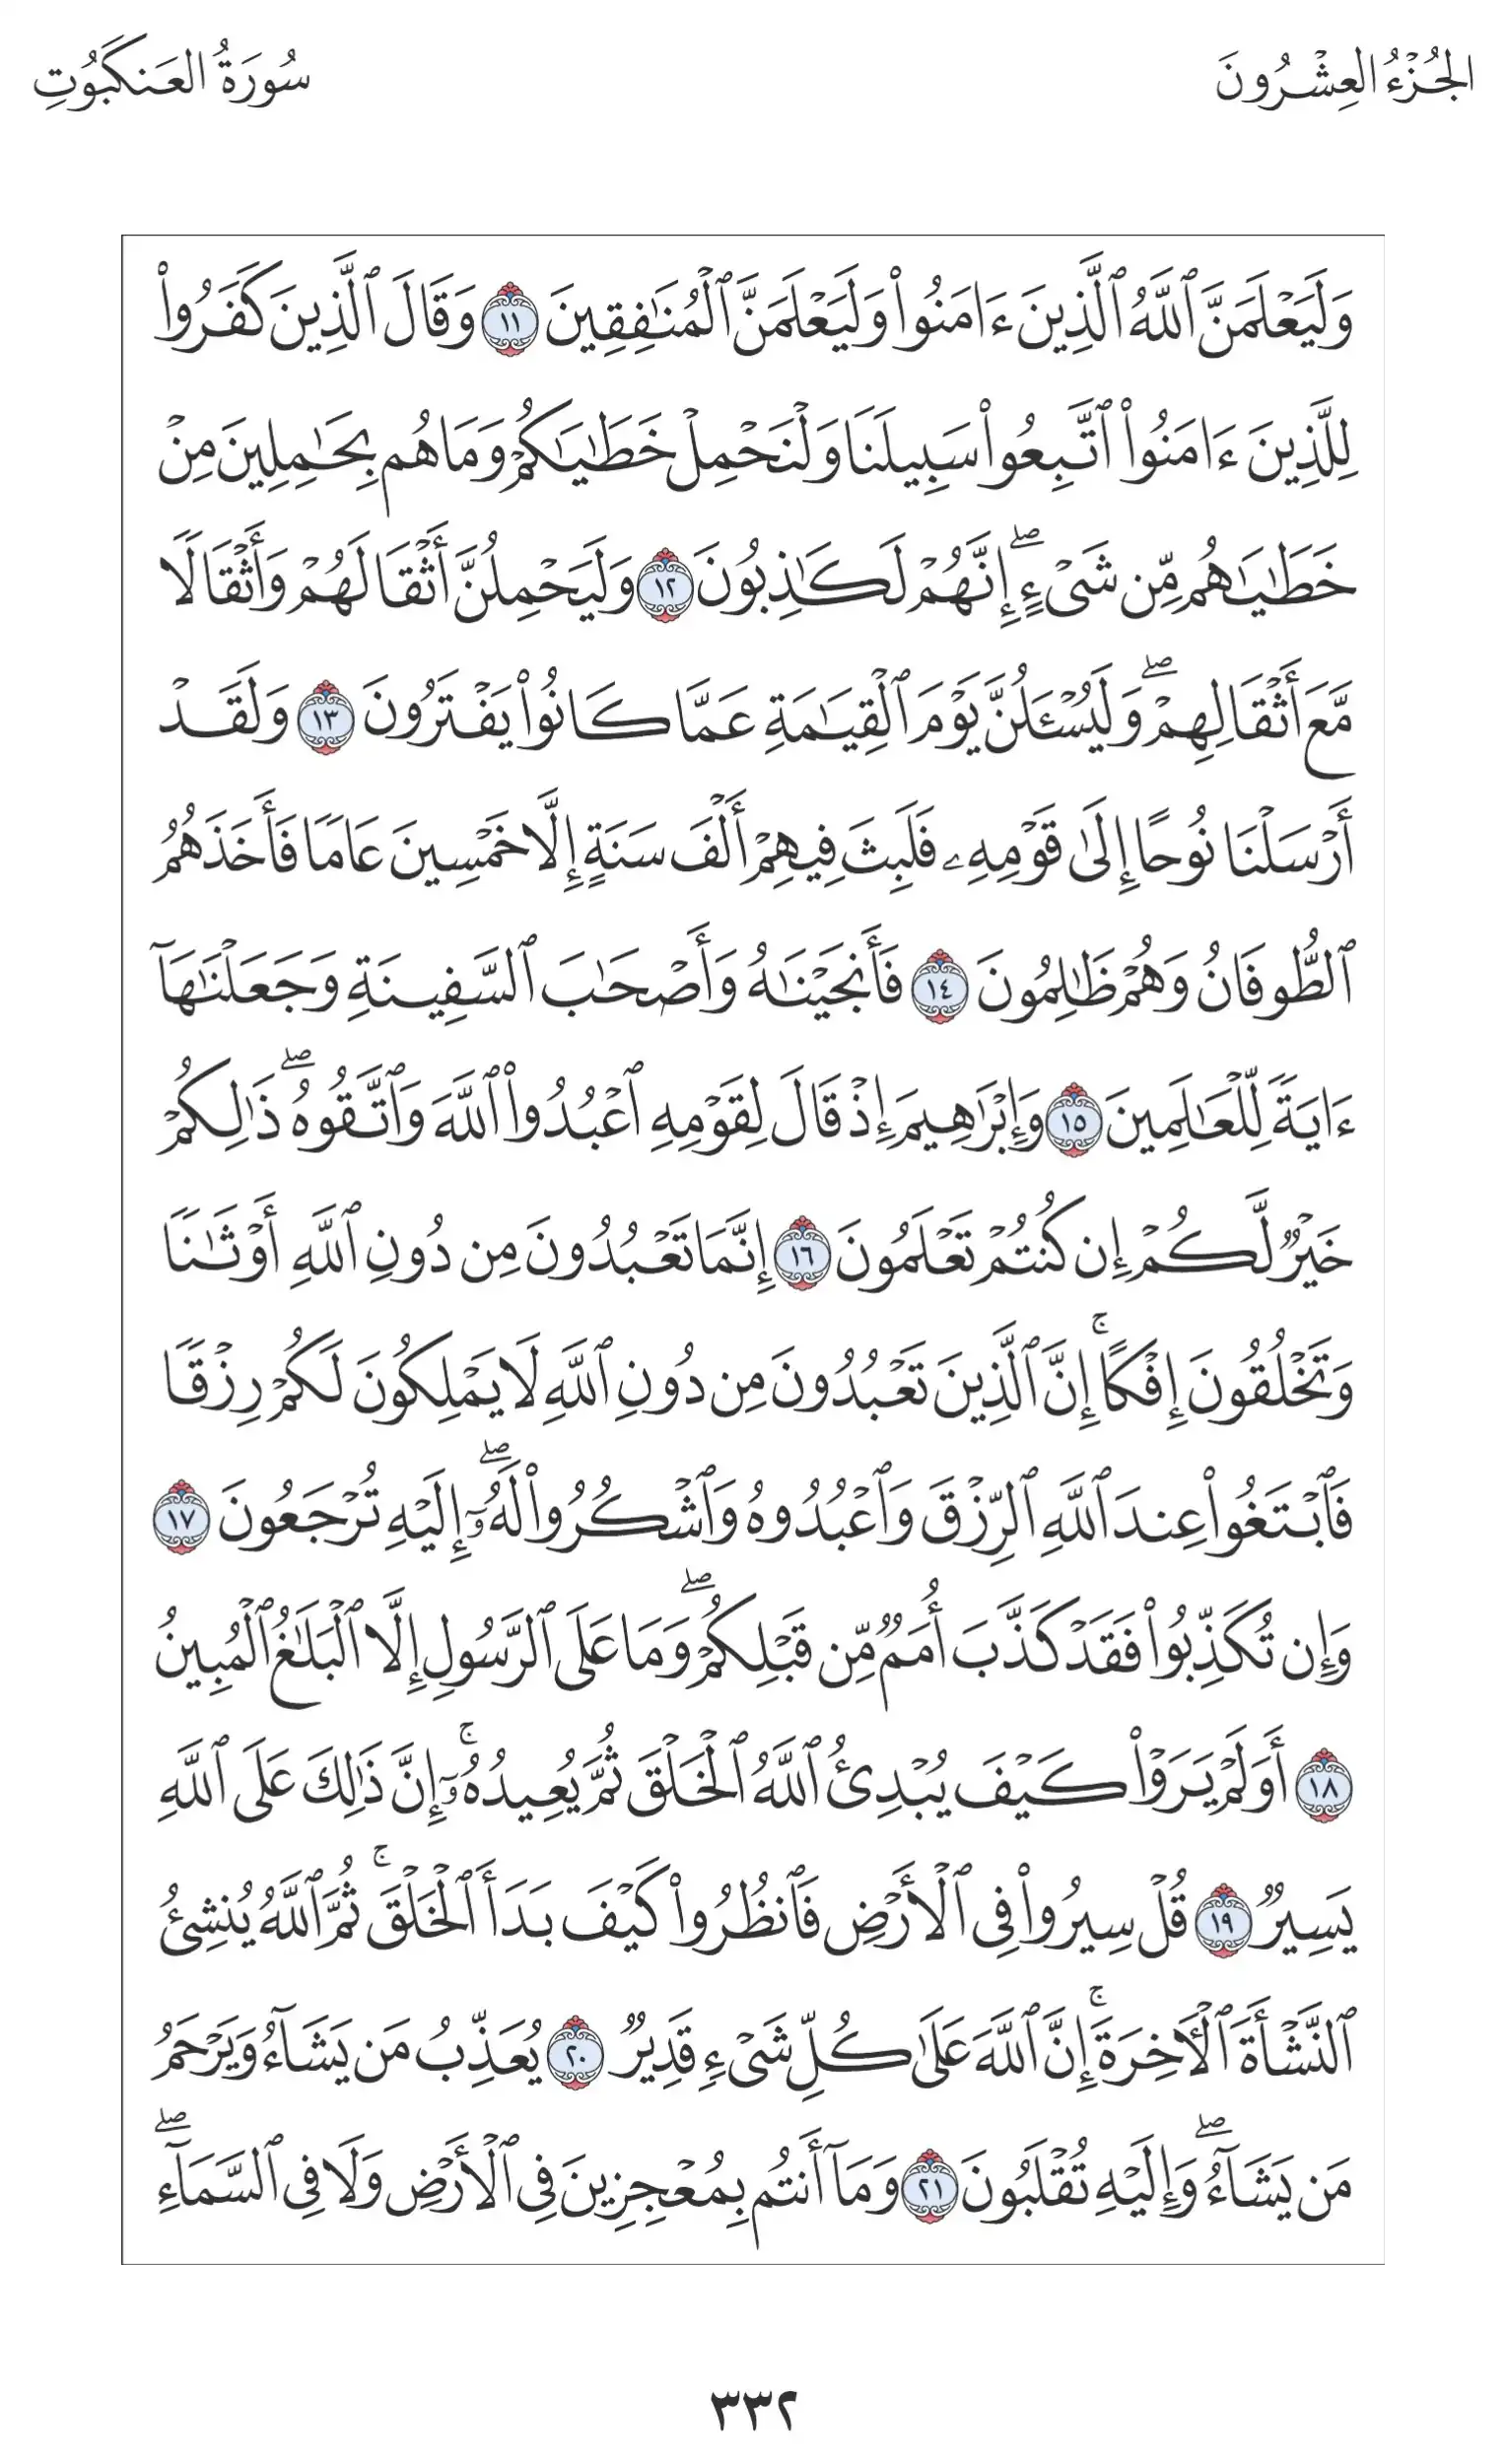 الجُزْءُ العِشْرُونَ
سُورَةُ العَنكَبُوتِ
وَلَيَعْلَمَنَّ ٱللَّهُ ٱلَّذِينَ ءَامَنُوا۟ وَلَيَعْلَمَنَّ ٱلْمُنَـٰفِقِينَ ١١ وَقَالَ ٱلَّذِينَ كَفَرُوا۟
لِلَّذِينَ ءَامَنُوا۟ ٱتَّبِعُوا۟ سَبِيلَنَا وَلْنَحْمِلْ خَطَـٰيَـٰكُمْ وَمَا هُم بِحَـٰمِلِينَ مِنْ
خَطَـٰيَـٰهُم مِّن شَىْءٍ ۖ إِنَّهُمْ لَكَـٰذِبُونَ ١٢ وَلَيَحْمِلُنَّ أَثْقَالَهُمْ وَأَثْقَالًا
مَّعَ أَثْقَالِهِمْ ۖ وَلَيُسْـَٔلُنَّ يَوْمَ ٱلْقِيَـٰمَةِ عَمَّا كَانُوا۟ يَفْتَرُونَ ١٣ وَلَقَدْ
أَرْسَلْنَا نُوحًا إِلَىٰ قَوْمِهِۦ فَلَبِثَ فِيهِمْ أَلْفَ سَنَةٍ إِلَّا خَمْسِينَ عَامًا فَأَخَذَهُمُ
ٱلطُّوفَانُ وَهُمْ ظَـٰلِمُونَ ١٤ فَأَنجَيْنَـٰهُ وَأَصْحَـٰبَ ٱلسَّفِينَةِ وَجَعَلْنَـٰهَآ
ءَايَةً لِّلْعَـٰلَمِينَ ١٥ وَإِبْرَٰهِيمَ إِذْ قَالَ لِقَوْمِهِ ٱعْبُدُوا۟ ٱللَّهَ وَٱتَّقُوهُ ۖ ذَٰلِكُمْ
خَيْرٌ لَّكُمْ إِن كُنتُمْ تَعْلَمُونَ ١٦ إِنَّمَا تَعْبُدُونَ مِن دُونِ ٱللَّهِ أَوْثَـٰنًا
وَتَخْلُقُونَ إِفْكًا ۚ إِنَّ ٱلَّذِينَ تَعْبُدُونَ مِن دُونِ ٱللَّهِ لَا يَمْلِكُونَ لَكُمْ رِزْقًا
فَٱبْتَغُوا۟ عِندَ ٱللَّهِ ٱلرِّزْقَ وَٱعْبُدُوهُ وَٱشْكُرُوا۟ لَهُۥٓ ۖ إِلَيْهِ تُرْجَعُونَ ١٧
وَإِن تُكَذِّبُوا۟ فَقَدْ كَذَّبَ أُمَمٌ مِّن قَبْلِكُمْ ۖ وَمَا عَلَى ٱلرَّسُولِ إِلَّا ٱلْبَلَـٰغُ ٱلْمُبِينُ
١٨ أَوَلَمْ يَرَوْا۟ كَيْفَ يُبْدِئُ ٱللَّهُ ٱلْخَلْقَ ثُمَّ يُعِيدُهُۥٓ ۚ إِنَّ ذَٰلِكَ عَلَى ٱللَّهِ
يَسِيرٌ ١٩ قُلْ سِيرُوا۟ فِى ٱلْأَرْضِ فَٱنظُرُوا۟ كَيْفَ بَدَأَ ٱلْخَلْقَ ۚ ثُمَّ ٱللَّهُ يُنشِئُ
ٱلنَّشْأَةَ ٱلْـَٔاخِرَةَ ۚ إِنَّ ٱللَّهَ عَلَىٰ كُلِّ شَىْءٍ قَدِيرٌ ٢٠ يُعَذِّبُ مَن يَشَآءُ وَيَرْحَمُ
مَن يَشَآءُ ۖ وَإِلَيْهِ تُقْلَبُونَ ٢١ وَمَآ أَنتُم بِمُعْجِزِينَ فِى ٱلْأَرْضِ وَلَا فِى ٱلسَّمَآءِ ۖ
٣٣٢